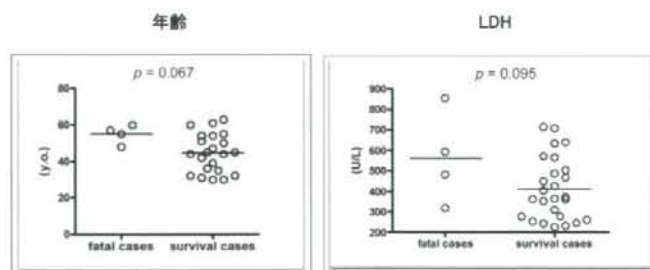 年齢
LDH
p = 0.067
p = 0.095
(y.o.)
80
60
40
20
0
fatal cases
survival cases
(U/L)
900
800
700
600
500
400
300
200
fatal cases
survival cases